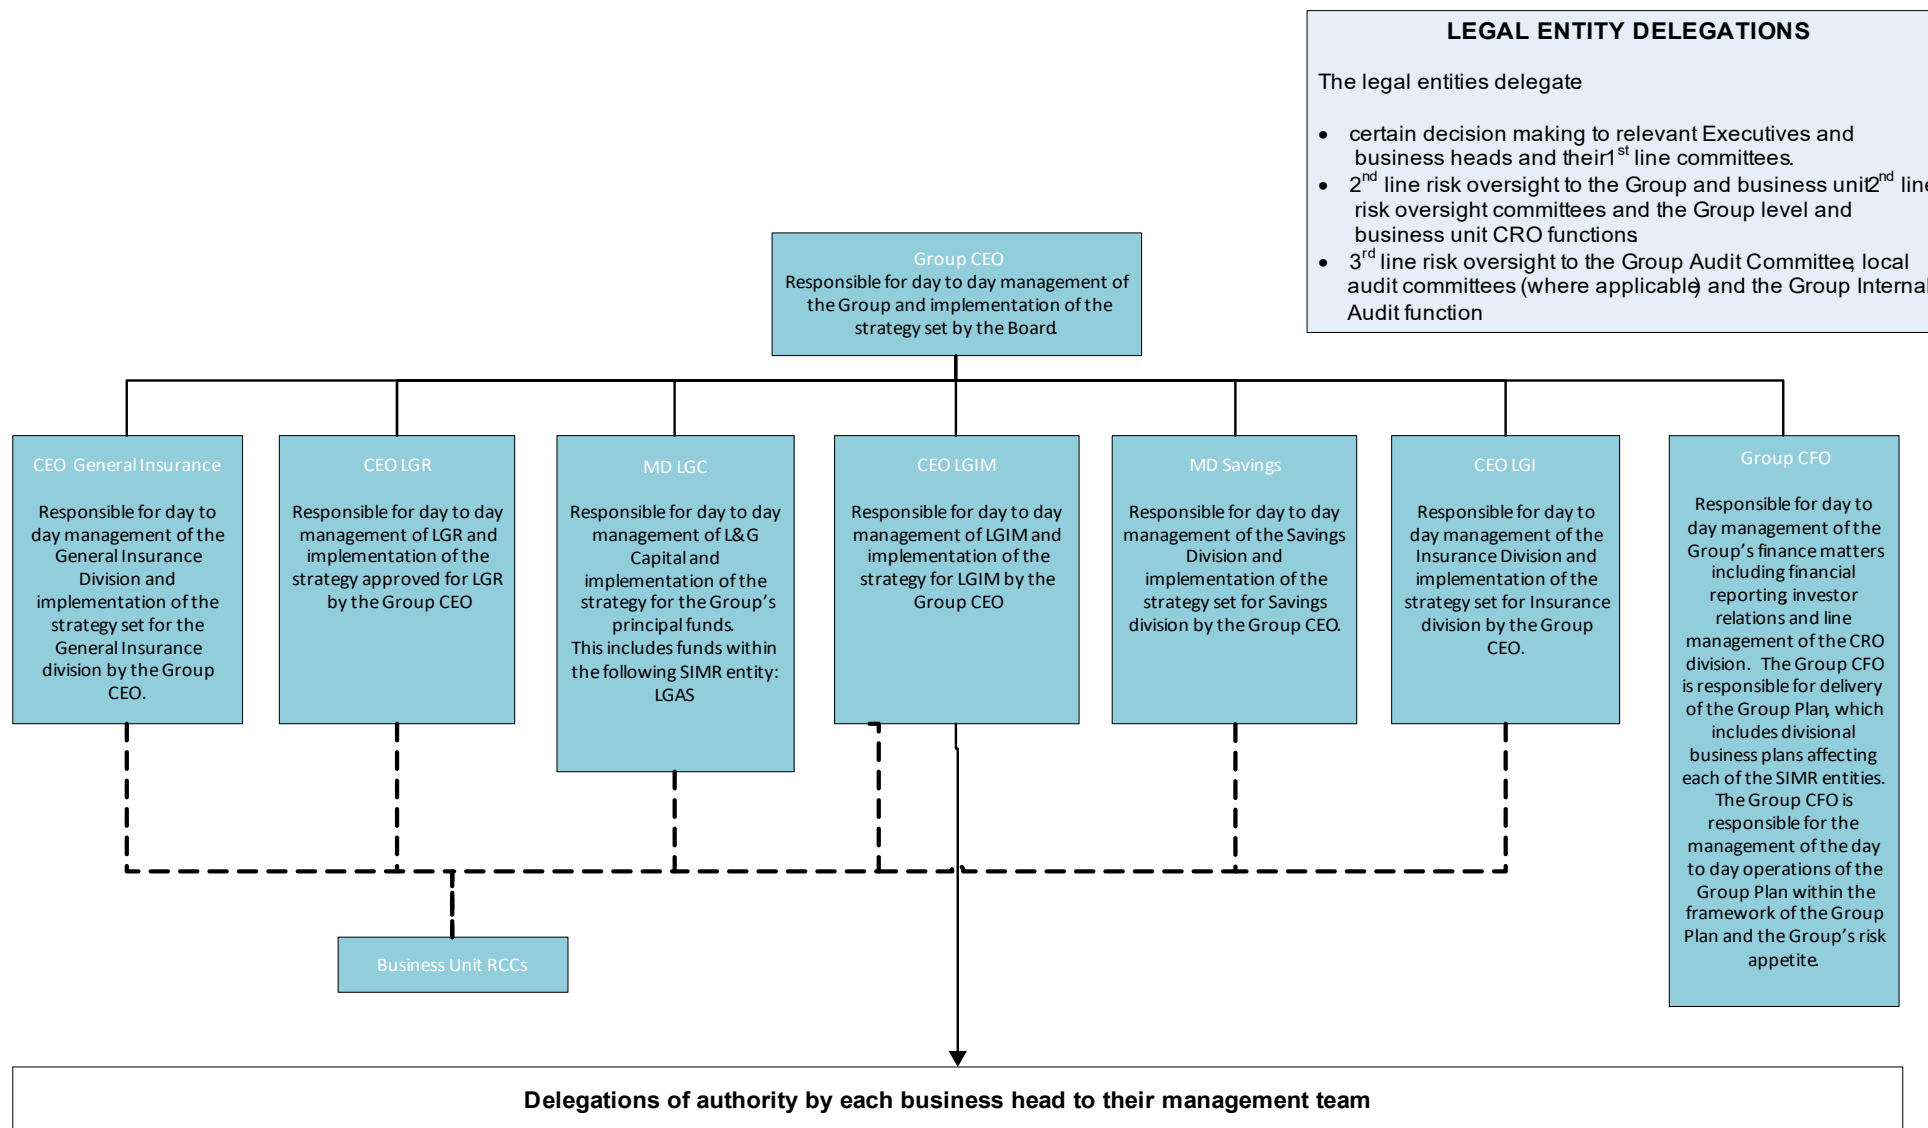 LEGAL ENTITY DELEGATIONS
The legal entities delegate
• certain decision making to relevant Executives and
business heads and their1st line committees.
• 2nd line risk oversight to the Group and business unit2nd line
risk oversight committees and the Group level and
business unit CRO functions
• 3rd line risk oversight to the Group Audit Committee, local
audit committees (where applicable) and the Group Internal
Audit function
Group CEO
Responsible for day to day management of
the Group and implementation of the
strategy set by the Board.
CEO General Insurance
Responsible for day to
day management of the
General Insurance
Division and
implementation of the
strategy set for the
General Insurance
division by the Group
CEO.
CEO LGR
Responsible for day to day
management of LGR and
implementation of the
strategy approved for LGR
by the Group CEO
MD LGC
Responsible for day to day
management of L&G
Capital and
implementation of the
strategy for the Group's
principal funds.
This includes funds within
the following SIMR entity:
LGAS
CEO LGIM
Responsible for day to day
management of LGIM and
implementation of the
strategy for LGIM by the
Group CEO
MD Savings
Responsible for day to day
management of the Savings
Division and
implementation of the
strategy set for Savings
division by the Group CEO.
CEO LGI
Responsible for day to
day management of the
Insurance Division and
implementation of the
strategy set for Insurance
division by the Group
CEO.
Group CFO
Responsible for day to
day management of the
Group's finance matters
including financial
reporting, investor
relations and line
management of the CRO
division. The Group CFO
is responsible for delivery
of the Group Plan, which
includes divisional
business plans affecting
each of the SIMR entities.
The Group CFO is
responsible for the
management of the day
to day operations of the
Group Plan within the
framework of the Group
Plan and the Group's risk
appetite.
Business Unit RCCs
Delegations of authority by each business head to their management team